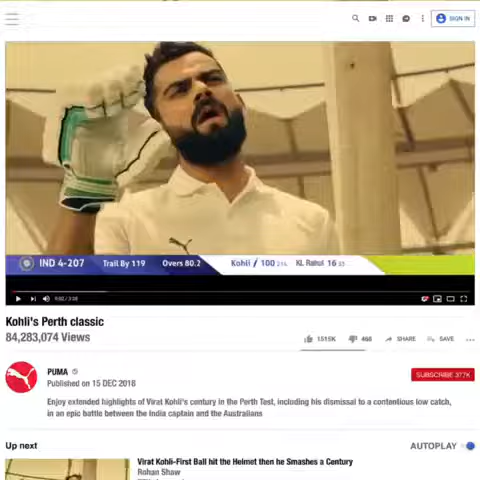 SIGN IN
IND 4-207 Trail By 119 Overs 80.2 Kohli / 100 214 KL Rahul 16 33
Kohli's Perth classic
84,283,074 Views
1515K 468 SHARE SAVE
PUMA
Published on 15 DEC 2018
SUBSCRIBE 377K
Enjoy extended highlights of Virat Kohli's century in the Perth Test, including his dismissal to a contentious low catch,
in an epic battle between the India captain and the Australians
Up next
AUTOPLAY
Virat Kohli-First Ball hit the Helmet then he Smashes a Century
Rohan Shaw